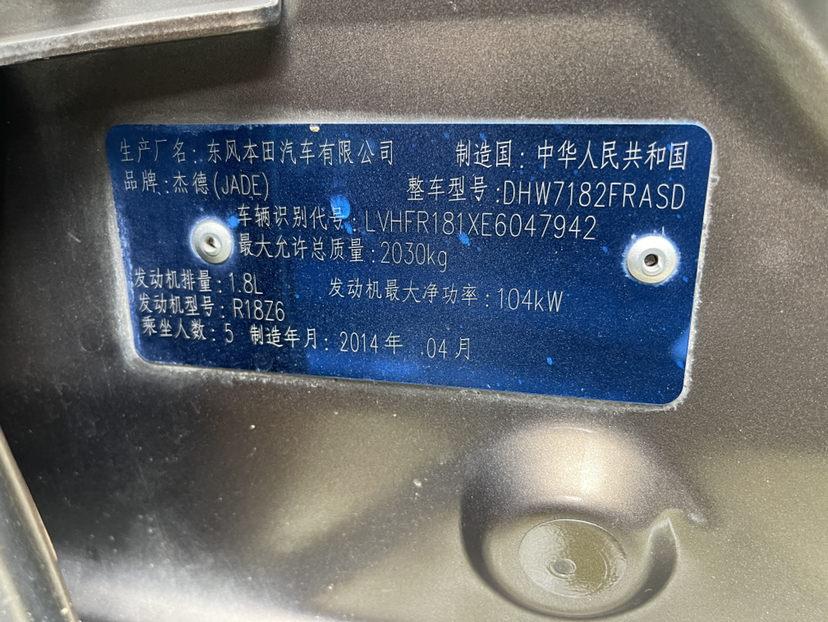 生产厂名:东风本田汽车有限公司 制造国:中华人民共和国
品牌:杰德(JADE) 整车型号:DHW7182FRASD
车辆识别代号:LVHFR181XE6047942
最大允许总质量:2030kg
发动机排量:1.8L 发动机最大净功率:104kW
发动机型号:R18Z6
乘坐人数:5 制造年月:2014年 .04月